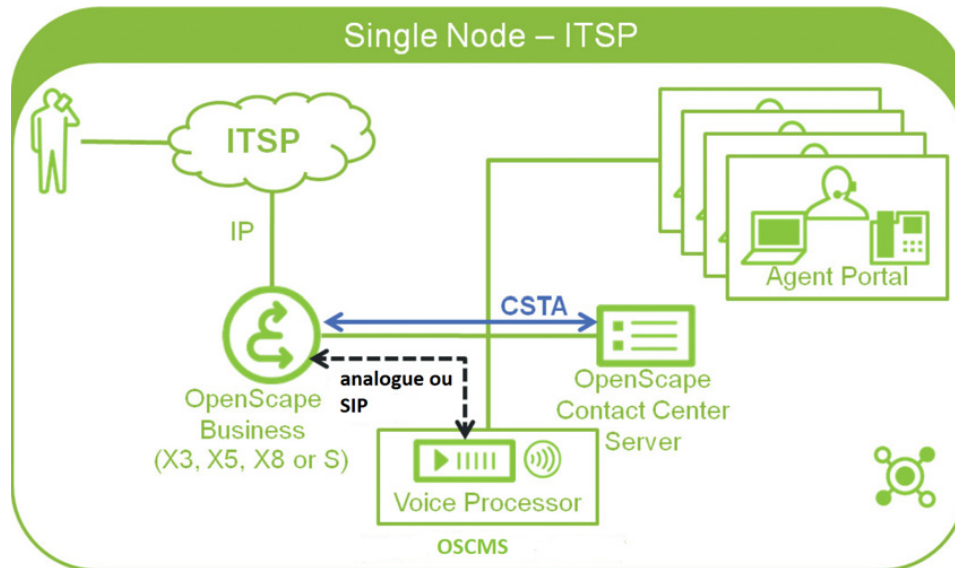 Single Node – ITSP
ITSP
IP
Agent Portal
CSTA
analogue ou
SIP
OpenScape
Business
(X3, X5, X8 or S)
OpenScape
Contact Center
Server
Voice Processor
OSCMS